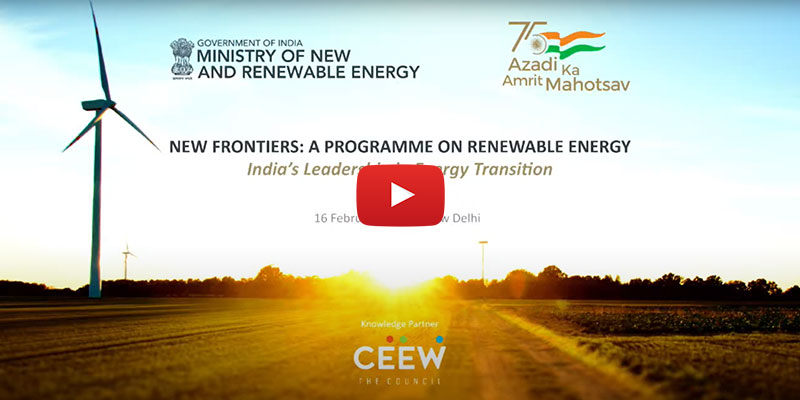 GOVERNMENT OF INDIA
MINISTRY OF NEW
AND RENEWABLE ENERGY
75
Azadi Ka
Amrit Mahotsav
NEW FRONTIERS: A PROGRAMME ON RENEWABLE ENERGY
India's Energy Transition
16 Delhi
Knowledge Partner
CEEW
THE COUNCIL